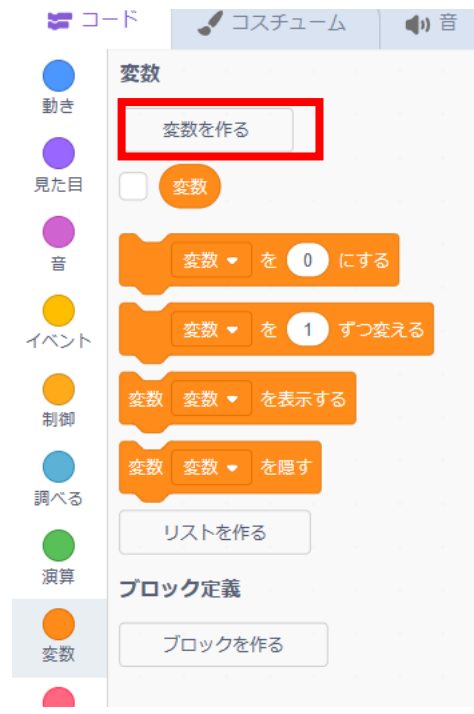 コード
コスチューム
音
動き
見た目
音
イベント
制御
調べる
演算
変数
変数
変数を作る
変数
変数 を 0 にする
変数 を 1 ずつ変える
変数 変数 を表示する
変数 変数 を隠す
リストを作る
ブロック定義
ブロックを作る